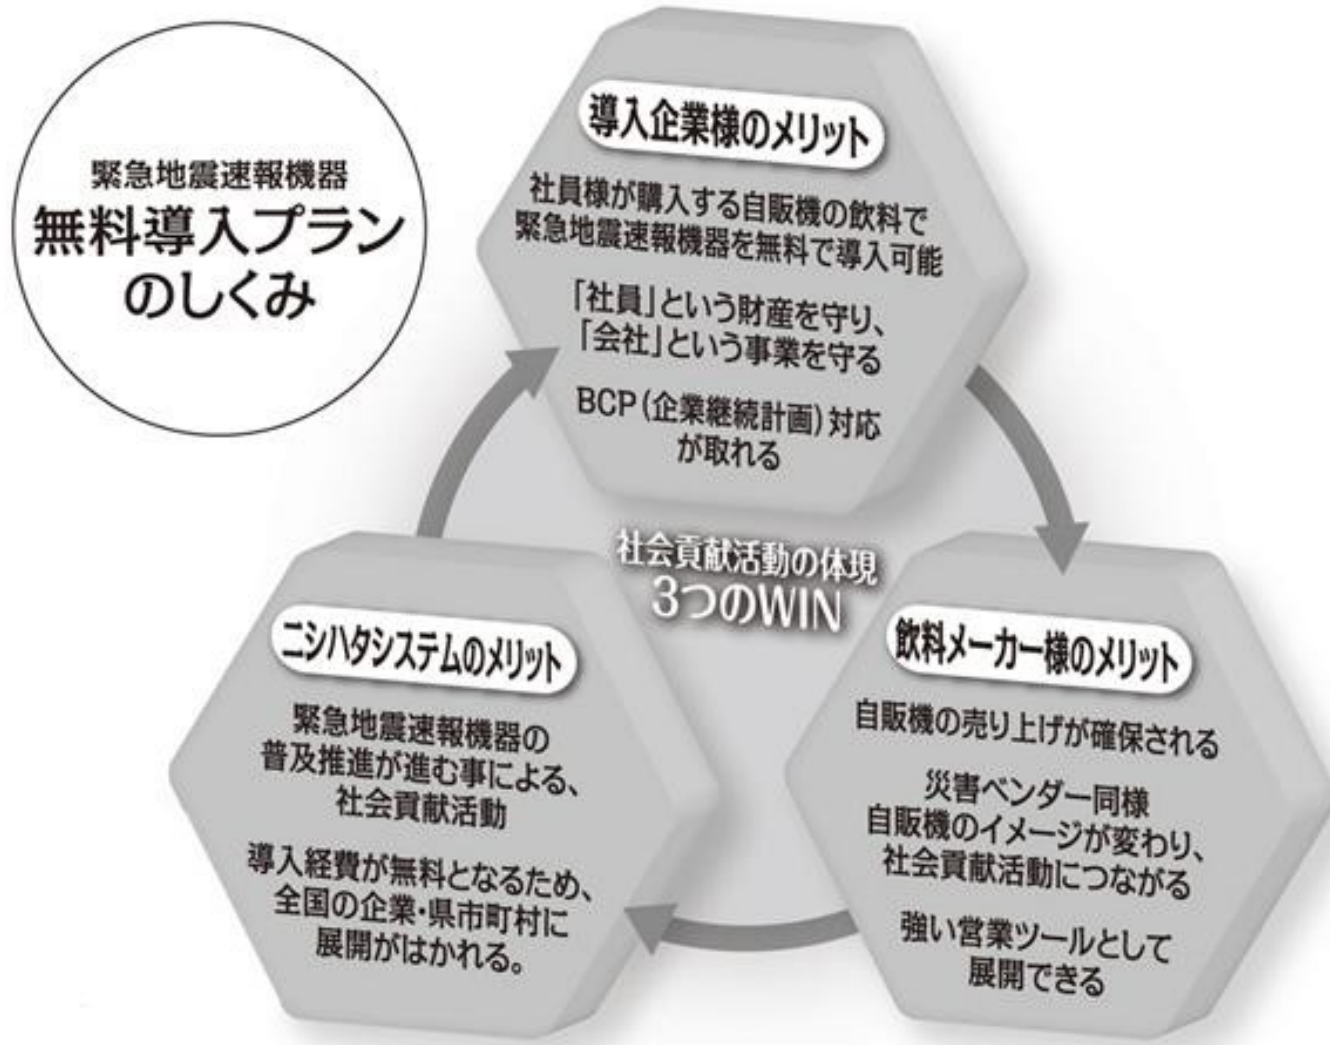 緊急地震速報機器
無料導入プラン
のしくみ
導入企業様のメリット
社員様が購入する自販機の飲料で
緊急地震速報機器を無料で導入可能
「社員」という財産を守り、
「会社」という事業を守る
BCP(企業継続計画)対応
が取れる
社会貢献活動の体現
3つのWIN
ニシハタシステムのメリット
緊急地震速報機器の
普及推進が進む事による、
社会貢献活動
導入経費が無料となるため、
全国の企業・県市町村に
展開がはかれる。
飲料メーカー様のメリット
自販機の売り上げが確保される
災害ベンダー同様
自販機のイメージが変わり、
社会貢献活動につながる
強い営業ツールとして
展開できる